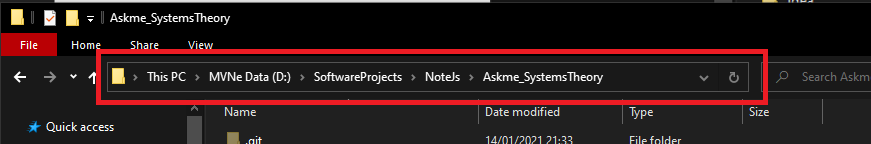 Idea
Askme_SystemsTheory
File Home Share View
This PC > MVNe Data (D:) > SoftwareProjects > NoteJs > Askme_SystemsTheory
Search Askm
Quick access
Name Date modified Type Size
.git 14/01/2021 21:33 File folder